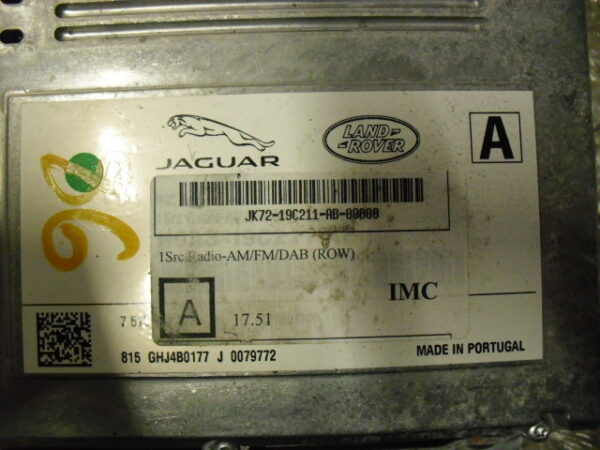 JAGUAR
LAND
ROVER
A
JK72-19C211-AB-00000
1Src Radio-AM/FM/DAB (ROW)
IMC
A
17.51
815 GHJ4B0177 J 0079772
MADE IN PORTUGAL